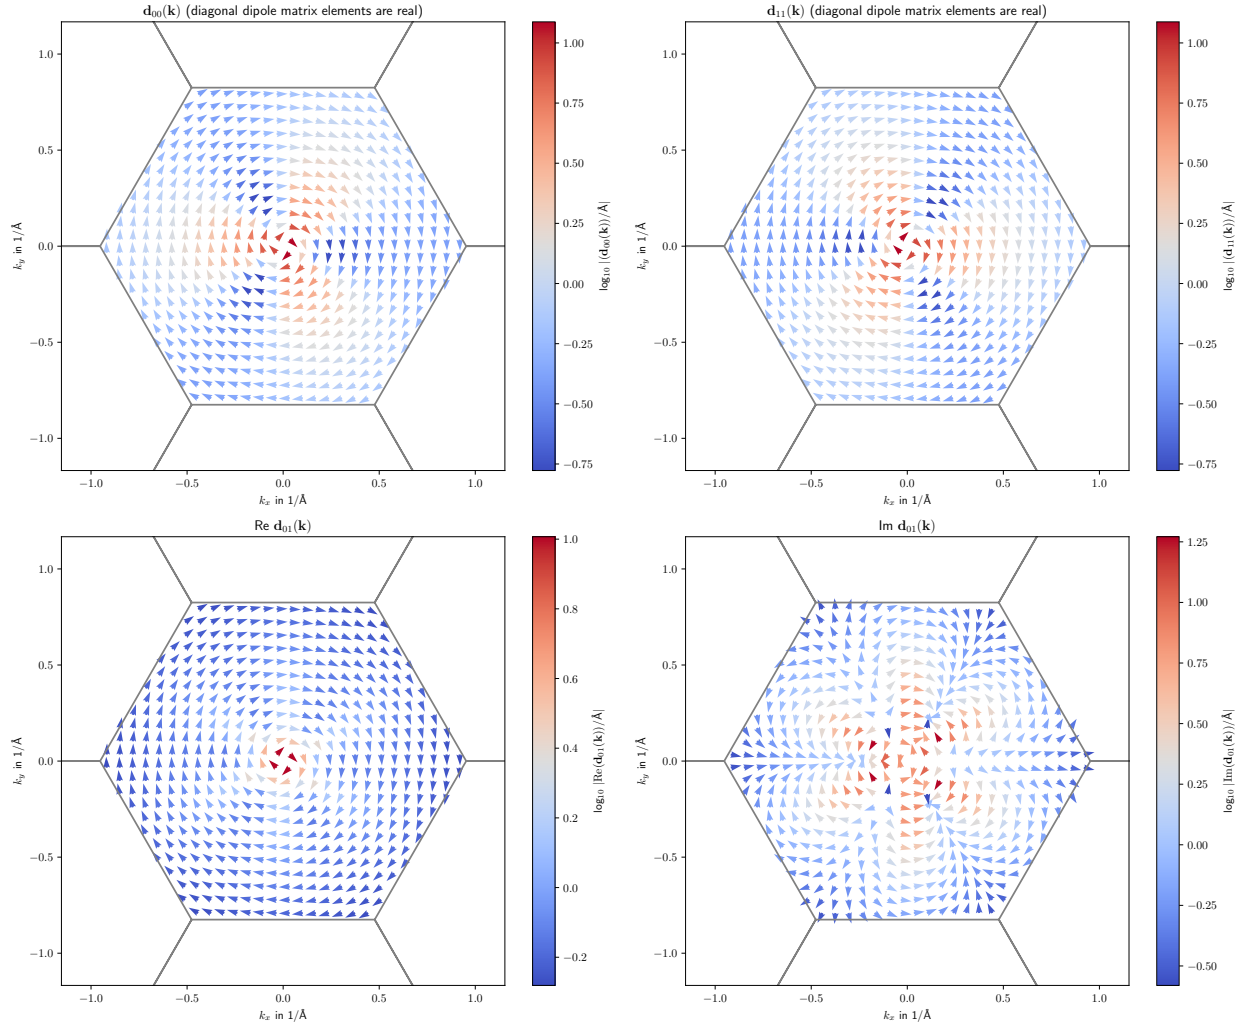 d₀₀(k) (diagonal dipole matrix elements are real)
1.0
0.5
0.0
−0.5
−1.0
k_y in 1/Å
−1.0 −0.5 0.0 0.5 1.0
k_x in 1/Å
1.00
0.75
0.50
0.25
0.00
−0.25
−0.50
−0.75
log₁₀ |(d₀₀(k))/Å|
d₁₁(k) (diagonal dipole matrix elements are real)
1.0
0.5
0.0
−0.5
−1.0
k_y in 1/Å
−1.0 −0.5 0.0 0.5 1.0
k_x in 1/Å
1.00
0.75
0.50
0.25
0.00
−0.25
−0.50
−0.75
log₁₀ |(d₁₁(k))/Å|
Re d₀₁(k)
1.0
0.5
0.0
−0.5
−1.0
k_y in 1/Å
−1.0 −0.5 0.0 0.5 1.0
k_x in 1/Å
1.0
0.8
0.6
0.4
0.2
0.0
−0.2
log₁₀ |Re(d₀₁(k))/Å|
Im d₀₁(k)
1.0
0.5
0.0
−0.5
−1.0
k_y in 1/Å
−1.0 −0.5 0.0 0.5 1.0
k_x in 1/Å
1.25
1.00
0.75
0.50
0.25
0.00
−0.25
−0.50
log₁₀ |Im(d₀₁(k))/Å|